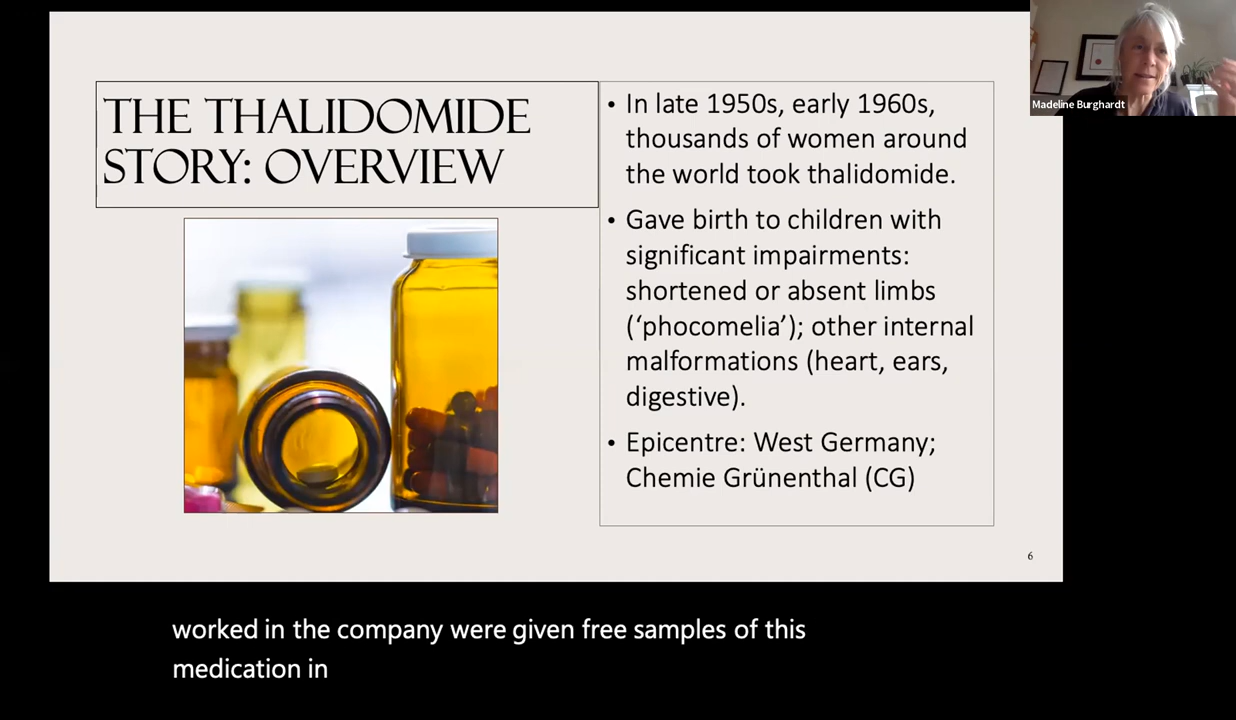 THE THALIDOMIDE
STORY: OVERVIEW
• In late 1950s, early 1960s,
thousands of women around
the world took thalidomide.
• Gave birth to children with
significant impairments:
shortened or absent limbs
(‘phocomelia’); other internal
malformations (heart, ears,
digestive).
• Epicentre: West Germany;
Chemie Grünenthal (CG)
6
Madeline Burghardt
worked in the company were given free samples of this
medication in